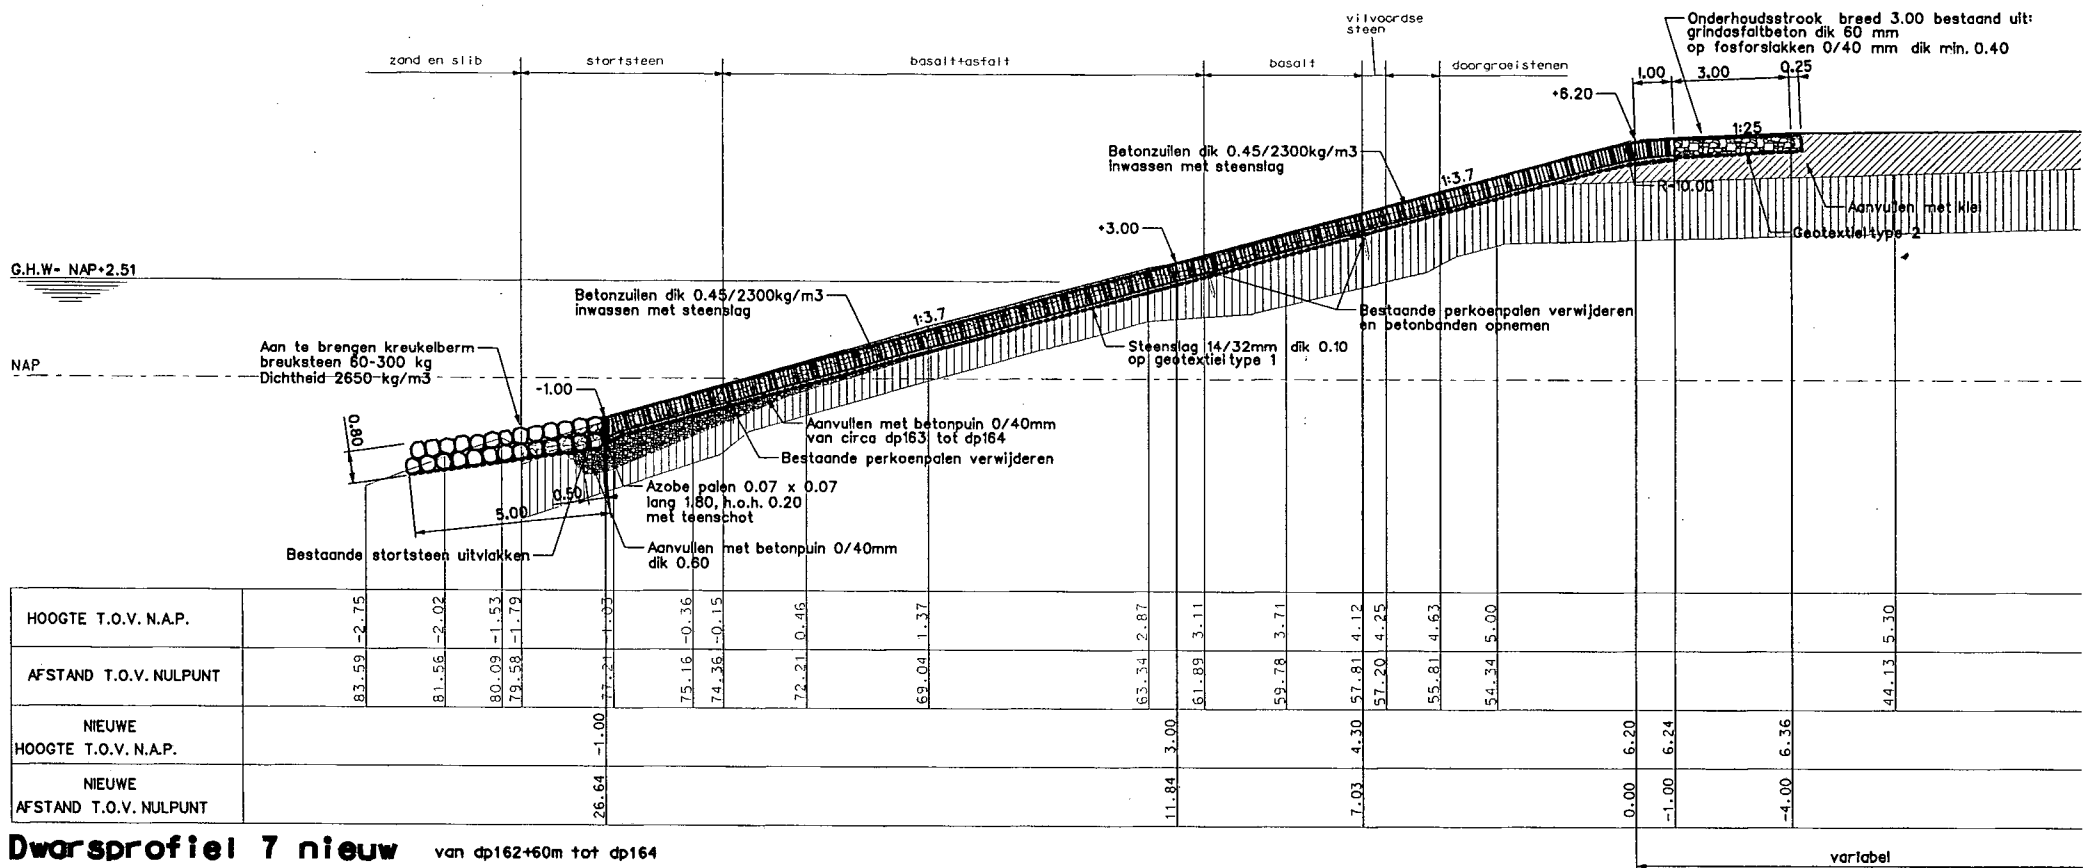 vilvoordse
steen
zand en slib
stortsteen
basalt+asfalt
basalt
doorgroeistenen
Onderhoudsstrook breed 3.00 bestaand uit:
grindasfaltbeton dik 60 mm
op fosforslakken 0/40 mm dik min. 0.40
1.00
3.00
0.25
+6.20
1:25
Betonzuilen dik 0.45/2300kg/m3
inwassen met steenslag
1:3.7
R-10.00
Aanvullen met klei
Geotextiel type 2
+3.00
G.H.W- NAP+2.51
Betonzuilen dik 0.45/2300kg/m3
inwassen met steenslag
1:3.7
Bestaande perkoenpalen verwijderen
en betonbanden opnemen
Steenslag 14/32mm dik 0.10
op geotextiel type 1
Aan te brengen kreukelberm
breuksteen 60-300 kg
Dichtheid 2650 kg/m3
NAP
-1.00
0.80
Aanvullen met betonpuin 0/40mm
van circa dp163 tot dp164
Bestaande perkoenpalen verwijderen
Azobe palen 0.07 x 0.07
lang 1.80, h.o.h. 0.20
met teenschot
0.50
5.00
Bestaande stortsteen uitvlakken
Aanvullen met betonpuin 0/40mm
dik 0.60
HOOGTE T.O.V. N.A.P.
-2.75 -2.02 -1.53 -1.79 -1.03 -0.36 -0.15 0.46 1.37 2.87 3.11 3.71 4.12 4.25 4.63 5.00 5.30
AFSTAND T.O.V. NULPUNT
83.59 81.56 80.09 79.58 77.21 75.16 74.36 72.21 69.04 63.34 61.89 59.78 57.81 57.20 55.81 54.34 44.13
NIEUWE
HOOGTE T.O.V. N.A.P.
-1.00 3.00 4.30 6.20 6.24 6.36
NIEUWE
AFSTAND T.O.V. NULPUNT
26.64 11.84 7.03 0.00 -1.00 -4.00
Dwarsprofiel 7 nieuw van dp162+60m tot dp164
variabel